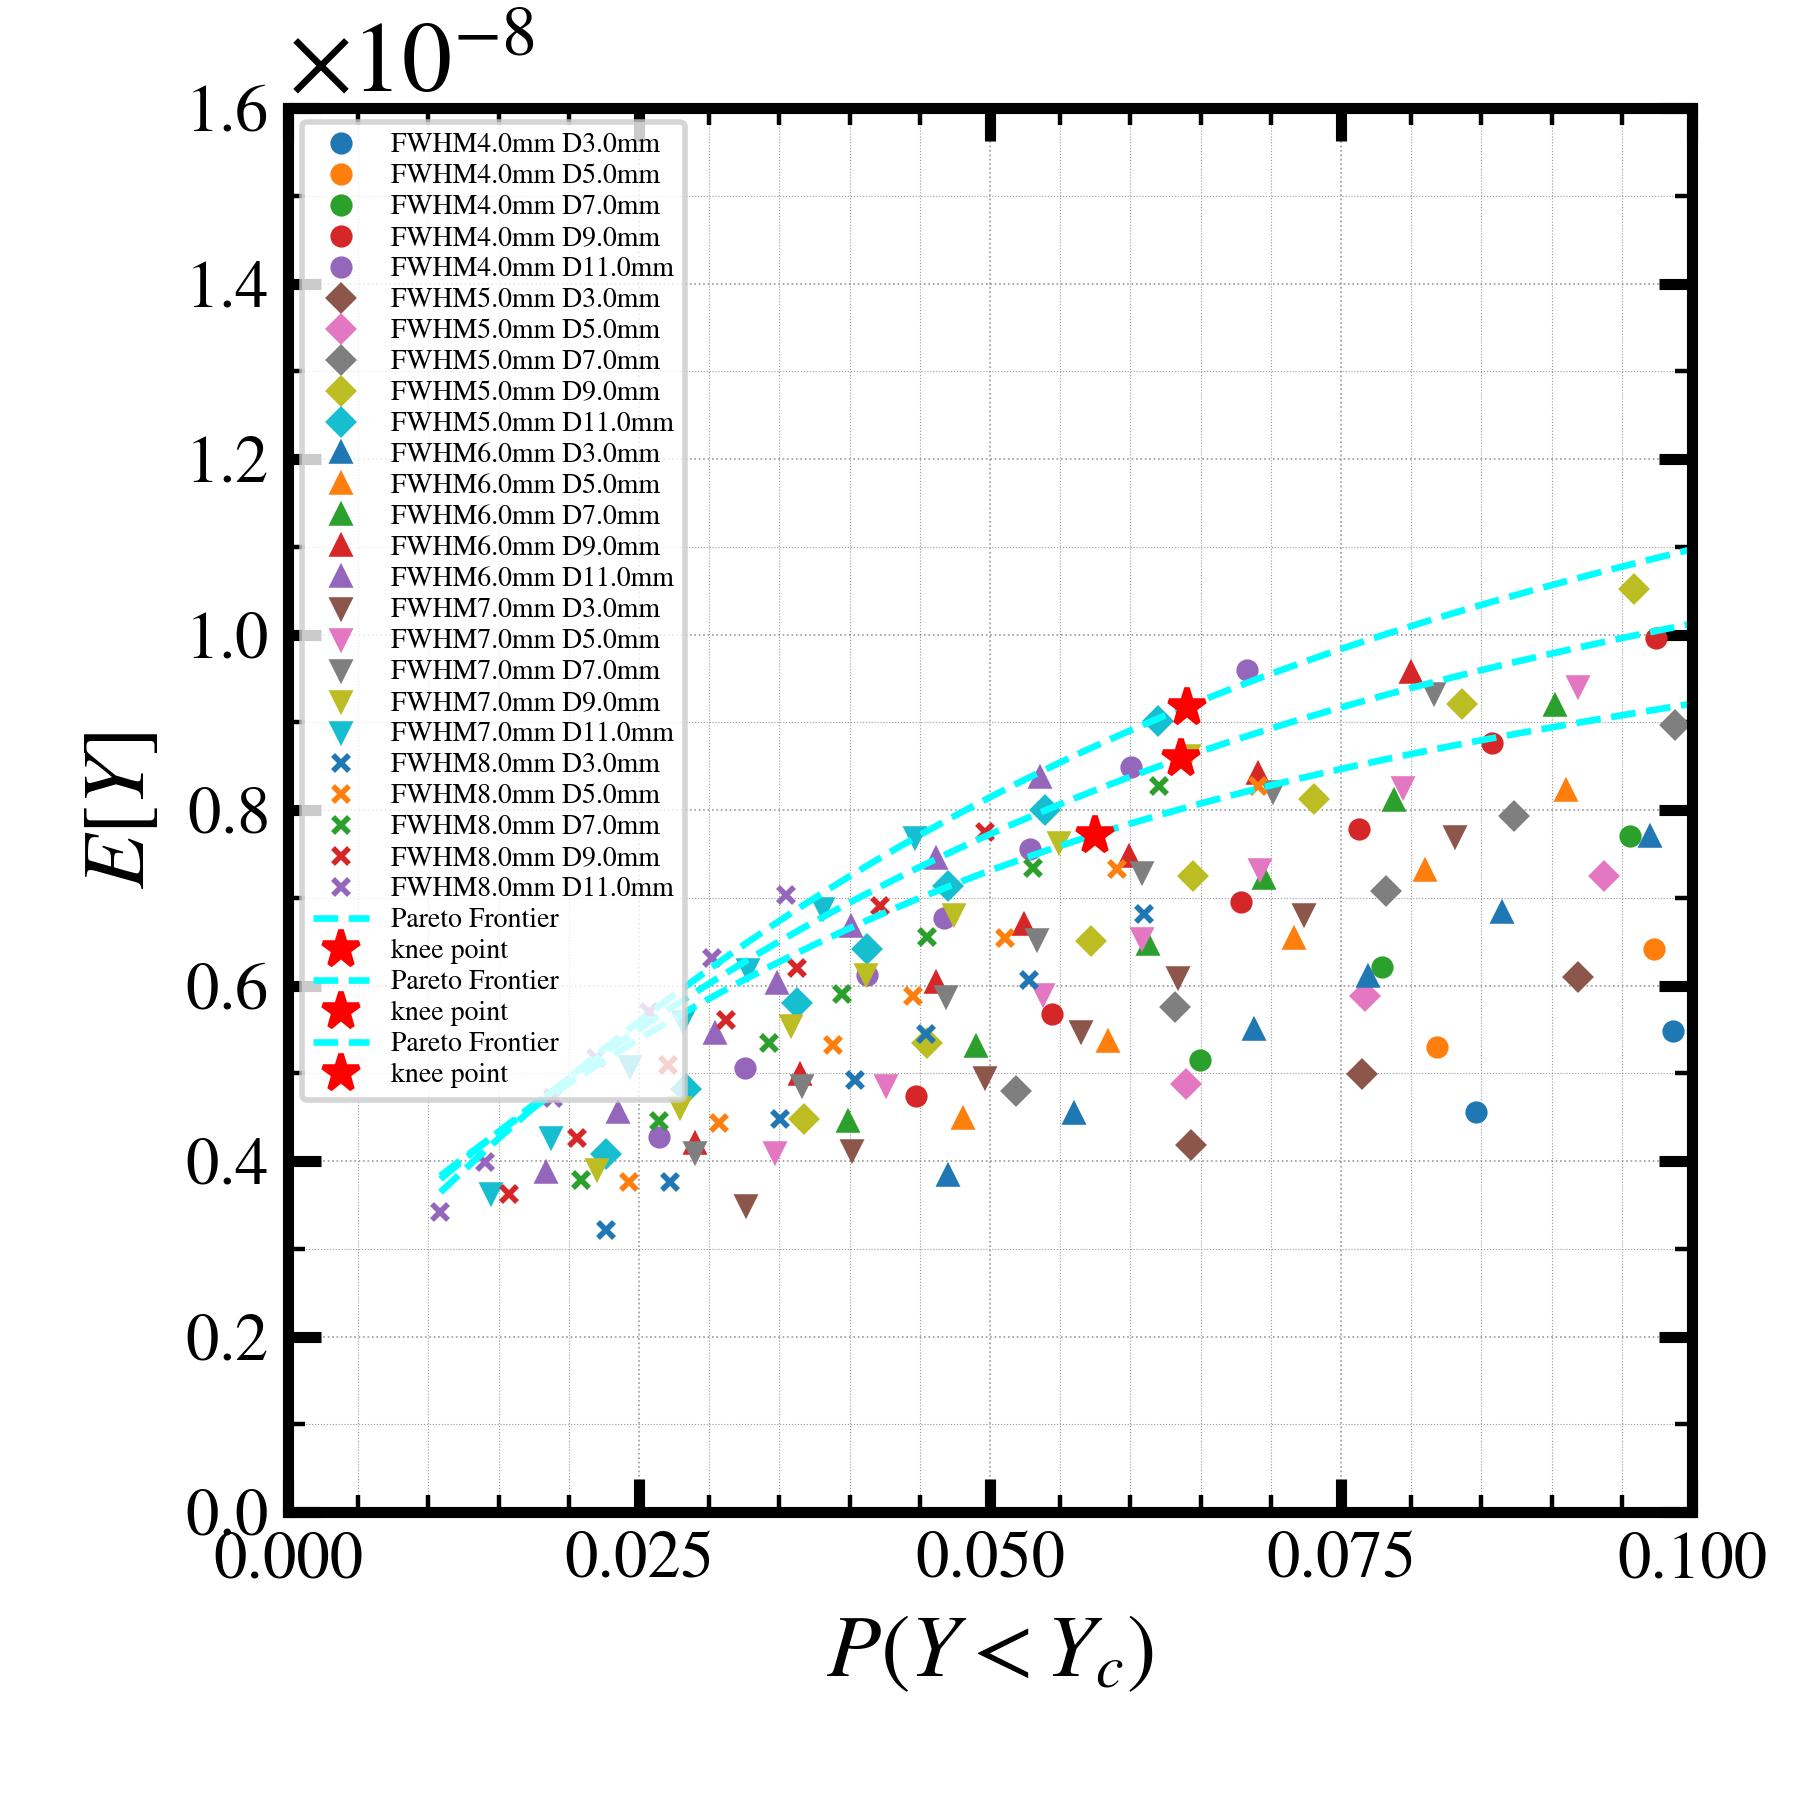 ×10⁻⁸
1.6
1.4
1.2
1.0
0.8
0.6
0.4
0.2
0.0
E[Y]
FWHM4.0mm D3.0mm
FWHM4.0mm D5.0mm
FWHM4.0mm D7.0mm
FWHM4.0mm D9.0mm
FWHM4.0mm D11.0mm
FWHM5.0mm D3.0mm
FWHM5.0mm D5.0mm
FWHM5.0mm D7.0mm
FWHM5.0mm D9.0mm
FWHM5.0mm D11.0mm
FWHM6.0mm D3.0mm
FWHM6.0mm D5.0mm
FWHM6.0mm D7.0mm
FWHM6.0mm D9.0mm
FWHM6.0mm D11.0mm
FWHM7.0mm D3.0mm
FWHM7.0mm D5.0mm
FWHM7.0mm D7.0mm
FWHM7.0mm D9.0mm
FWHM7.0mm D11.0mm
FWHM8.0mm D3.0mm
FWHM8.0mm D5.0mm
FWHM8.0mm D7.0mm
FWHM8.0mm D9.0mm
FWHM8.0mm D11.0mm
Pareto Frontier
knee point
Pareto Frontier
knee point
Pareto Frontier
knee point
0.000 0.025 0.050 0.075 0.100
P(Y < Y_c)